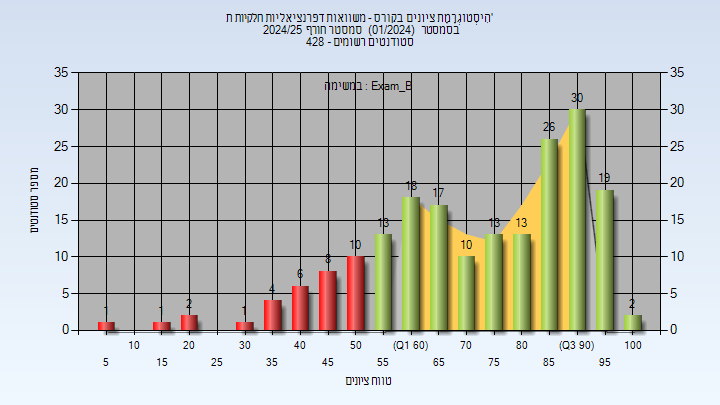 היסטוגרמת ציונים בקורס - משוואות דפרנציאליות חלקיות ת'
בסמסטר (01/2024) סמסטר חורף 2024/25
428 - סטודנטים רשומים
במשימה : Exam_B
מספר סטודנטים
35 35
30 30
25 25
20 20
15 15
10 10
5 5
0 0
1 1 2 1 4 6 8 10 13 18 17 10 13 13 26 30 19 2
10 20 30 40 50 (Q1 60) 70 80 (Q3 90) 100
5 15 25 35 45 55 65 75 85 95
טווח ציונים